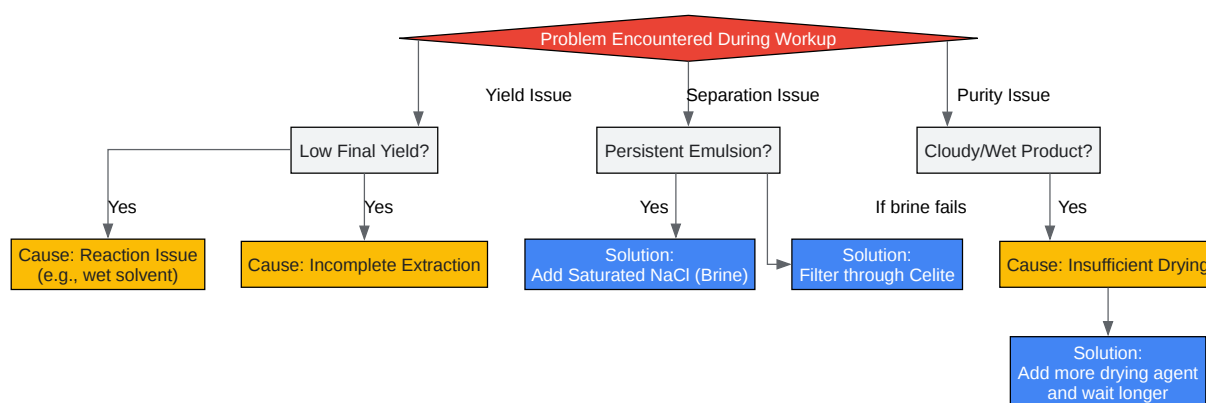 Problem Encountered During Workup
Yield Issue
Separation Issue
Purity Issue
Low Final Yield?
Persistent Emulsion?
Cloudy/Wet Product?
Yes
Yes
Yes
If brine fails
Yes
Cause: Reaction Issue
(e.g., wet solvent)
Cause: Incomplete Extraction
Solution:
Add Saturated NaCl (Brine)
Solution:
Filter through Celite
Cause: Insufficient Drying
Solution:
Add more drying agent
and wait longer